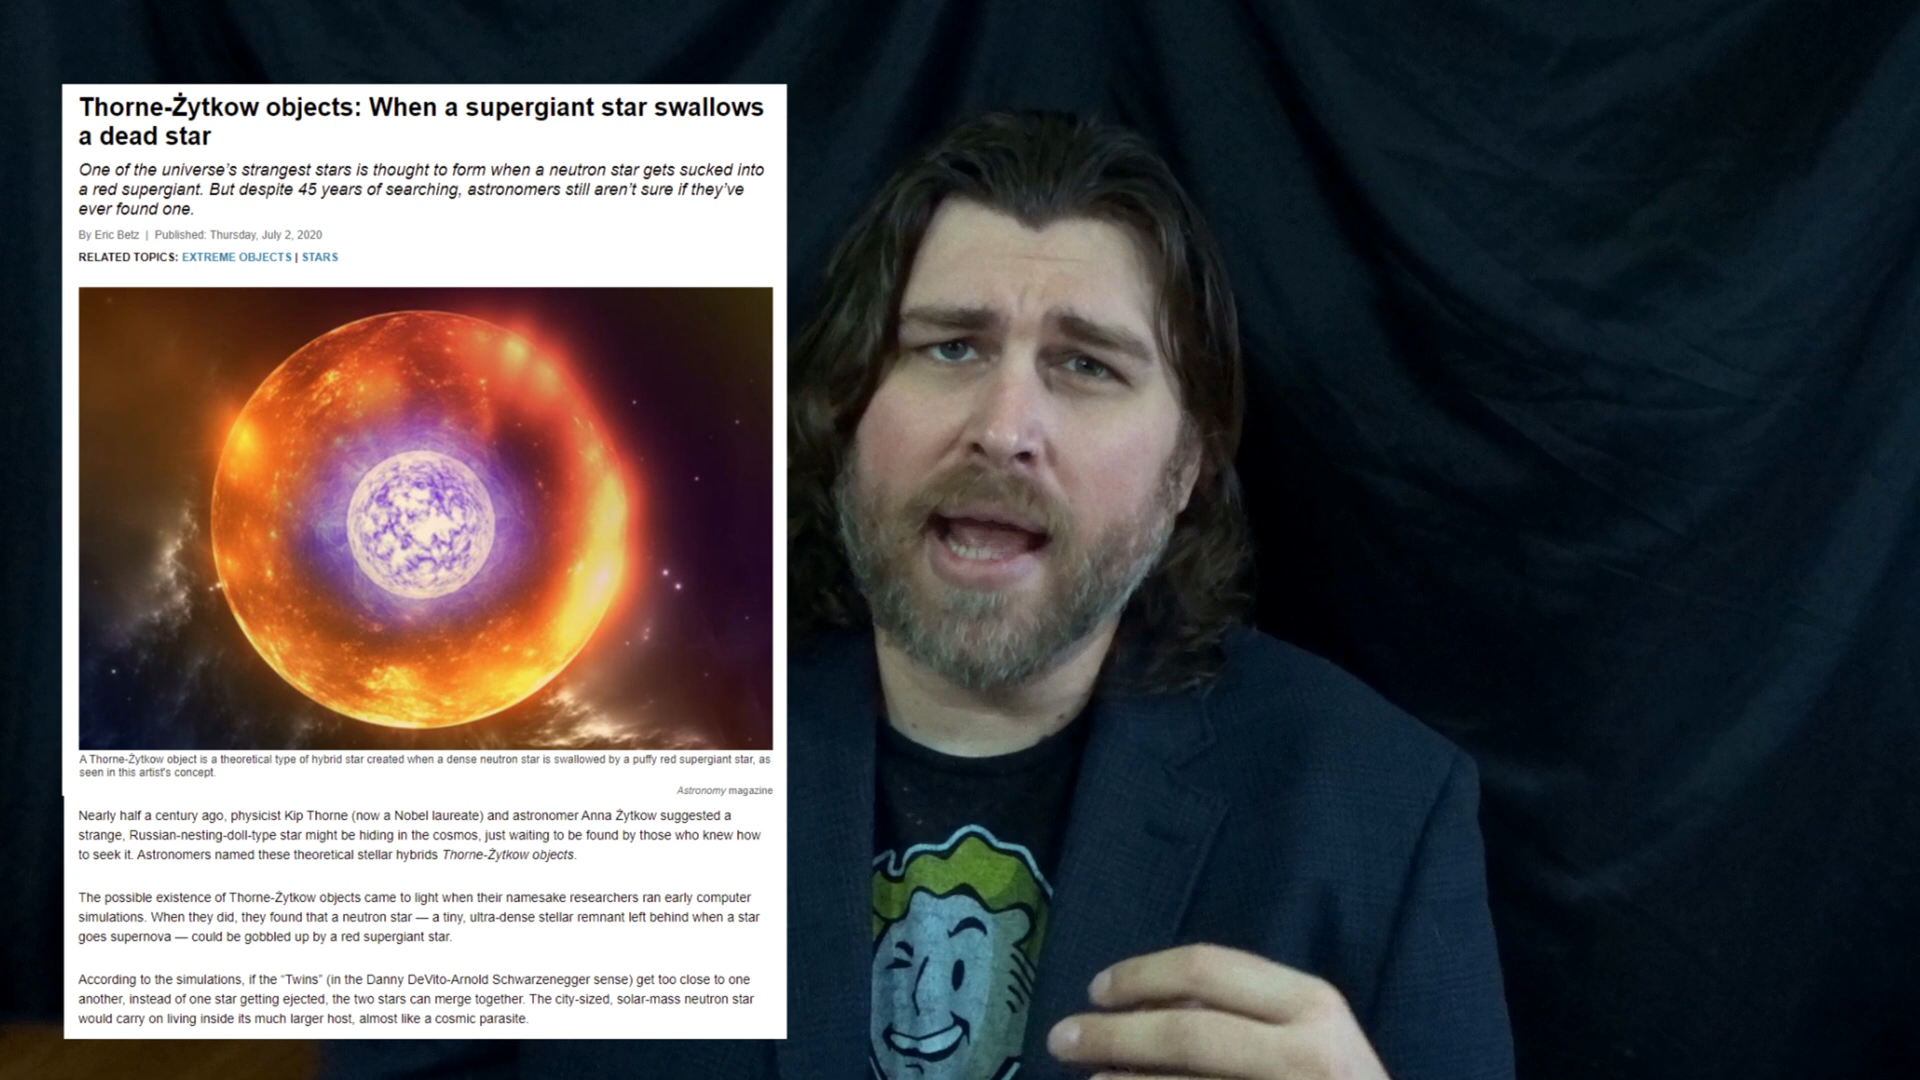 Thorne-Żytkow objects: When a supergiant star swallows
a dead star
One of the universe's strangest stars is thought to form when a neutron star gets sucked into
a red supergiant. But despite 45 years of searching, astronomers still aren't sure if they've
ever found one.
By Eric Betz | Published: Thursday, July 2, 2020
RELATED TOPICS: EXTREME OBJECTS | STARS
A Thorne-Żytkow object is a theoretical type of hybrid star created when a dense neutron star is swallowed by a puffy red supergiant star, as
seen in this artist's concept.
Astronomy magazine
Nearly half a century ago, physicist Kip Thorne (now a Nobel laureate) and astronomer Anna Żytkow suggested a
strange, Russian-nesting-doll-type star might be hiding in the cosmos, just waiting to be found by those who knew how
to seek it. Astronomers named these theoretical stellar hybrids Thorne-Żytkow objects.
The possible existence of Thorne-Żytkow objects came to light when their namesake researchers ran early computer
simulations. When they did, they found that a neutron star — a tiny, ultra-dense stellar remnant left behind when a star
goes supernova — could be gobbled up by a red supergiant star.
According to the simulations, if the “Twins” (in the Danny DeVito-Arnold Schwarzenegger sense) get too close to one
another, instead of one star getting ejected, the two stars can merge together. The city-sized, solar-mass neutron star
would carry on living inside its much larger host, almost like a cosmic parasite.